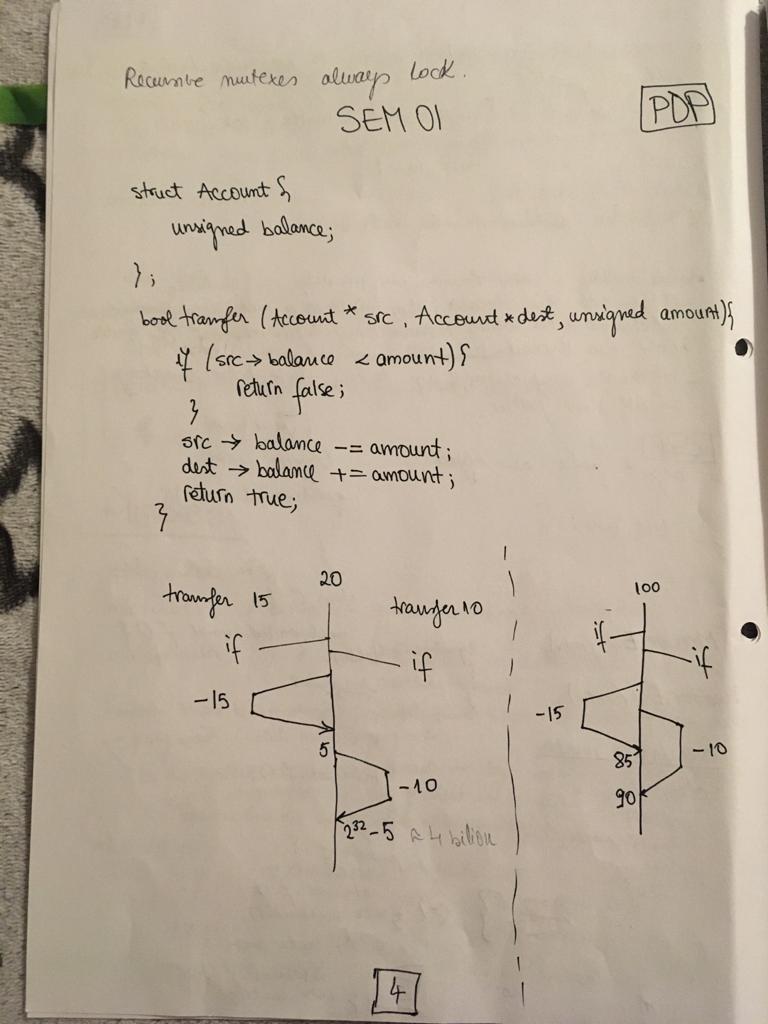 Recursive mutexes always lock.
SEM 01
PDP
struct Account {
unsigned balance;
};
bool transfer (Account * src, Account * dest, unsigned amount){
if (src → balance < amount) {
return false;
}
src → balance -= amount;
dest → balance += amount;
return true;
}
transfer 15
20
transfer 10
if
if
-15
5
-10
2^32 - 5 ≈ 4 bilion
100
if
if
-15
85
-10
90
4